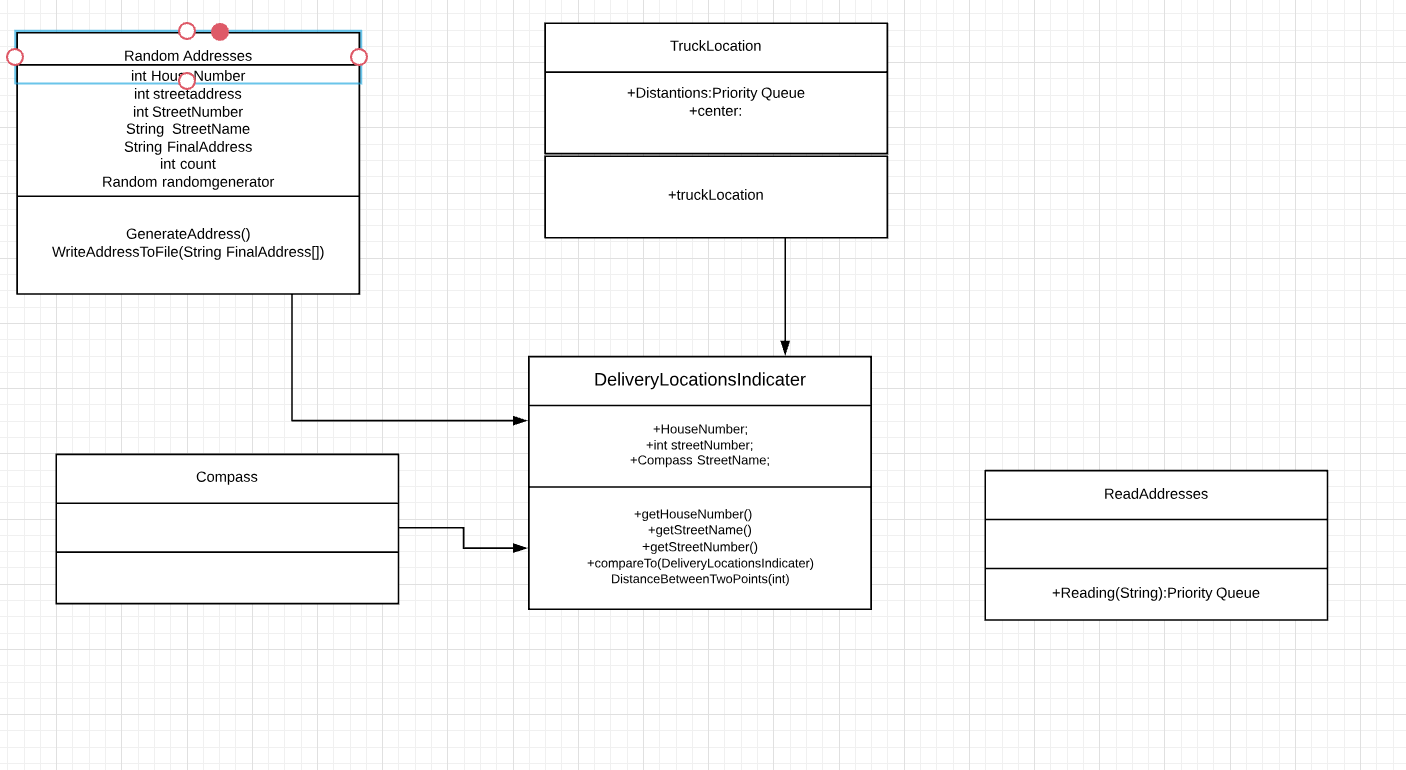 Random Addresses
int HouseNumber
int streetaddress
int StreetNumber
String StreetName
String FinalAddress
int count
Random randomgenerator
GenerateAddress()
WriteAddressToFile(String FinalAddress[])
TruckLocation
+Distantions:Priority Queue
+center:
+truckLocation
DeliveryLocationsIndicater
+HouseNumber;
+int streetNumber;
+Compass StreetName;
+getHouseNumber()
+getStreetName()
+getStreetNumber()
+compareTo(DeliveryLocationsIndicater)
DistanceBetweenTwoPoints(int)
Compass
ReadAddresses
+Reading(String):Priority Queue